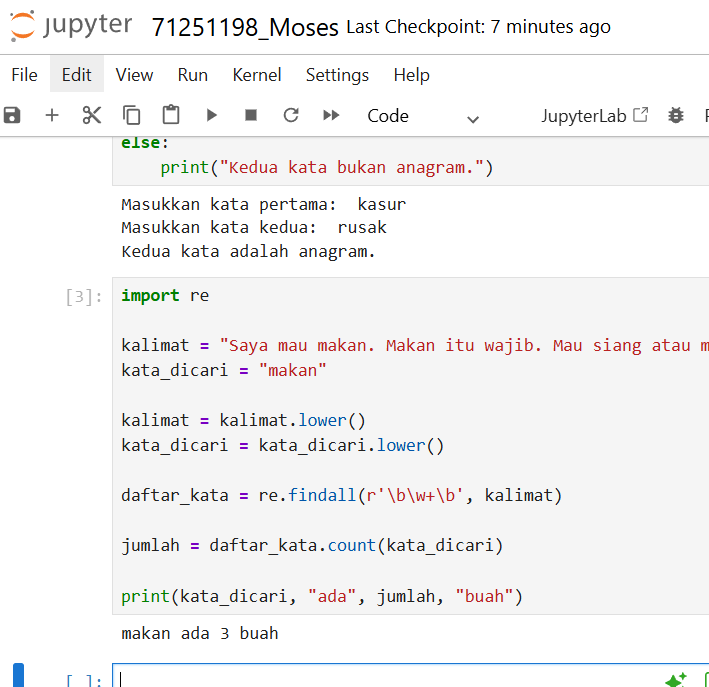 jupyter 71251198_Moses Last Checkpoint: 7 minutes ago
File Edit View Run Kernel Settings Help
Code JupyterLab
else:
    print("Kedua kata bukan anagram.")
Masukkan kata pertama:  kasur
Masukkan kata kedua:  rusak
Kedua kata adalah anagram.
[3]: import re
kalimat = "Saya mau makan. Makan itu wajib. Mau siang atau
kata_dicari = "makan"
kalimat = kalimat.lower()
kata_dicari = kata_dicari.lower()
daftar_kata = re.findall(r'\b\w+\b', kalimat)
jumlah = daftar_kata.count(kata_dicari)
print(kata_dicari, "ada", jumlah, "buah")
makan ada 3 buah
[ ]: